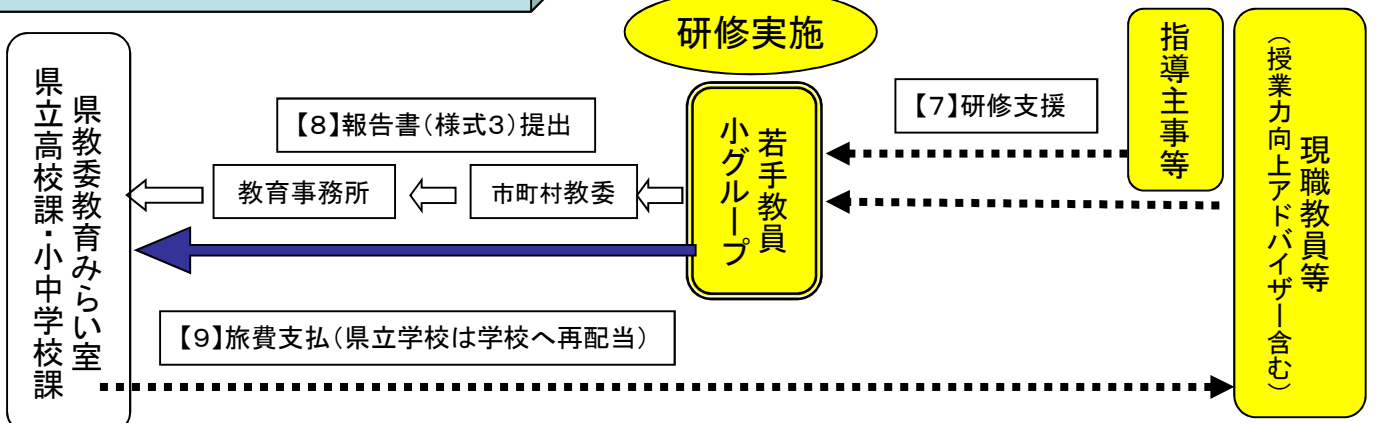 研修実施
県教委教育みらい室
県立高校課・小中学校課
【8】報告書(様式3)提出
教育事務所
市町村教委
若手教員
小グループ
【7】研修支援
指導主事等
現職教員等
(授業力向上アドバイザー含む)
【9】旅費支払(県立学校は学校へ再配当)